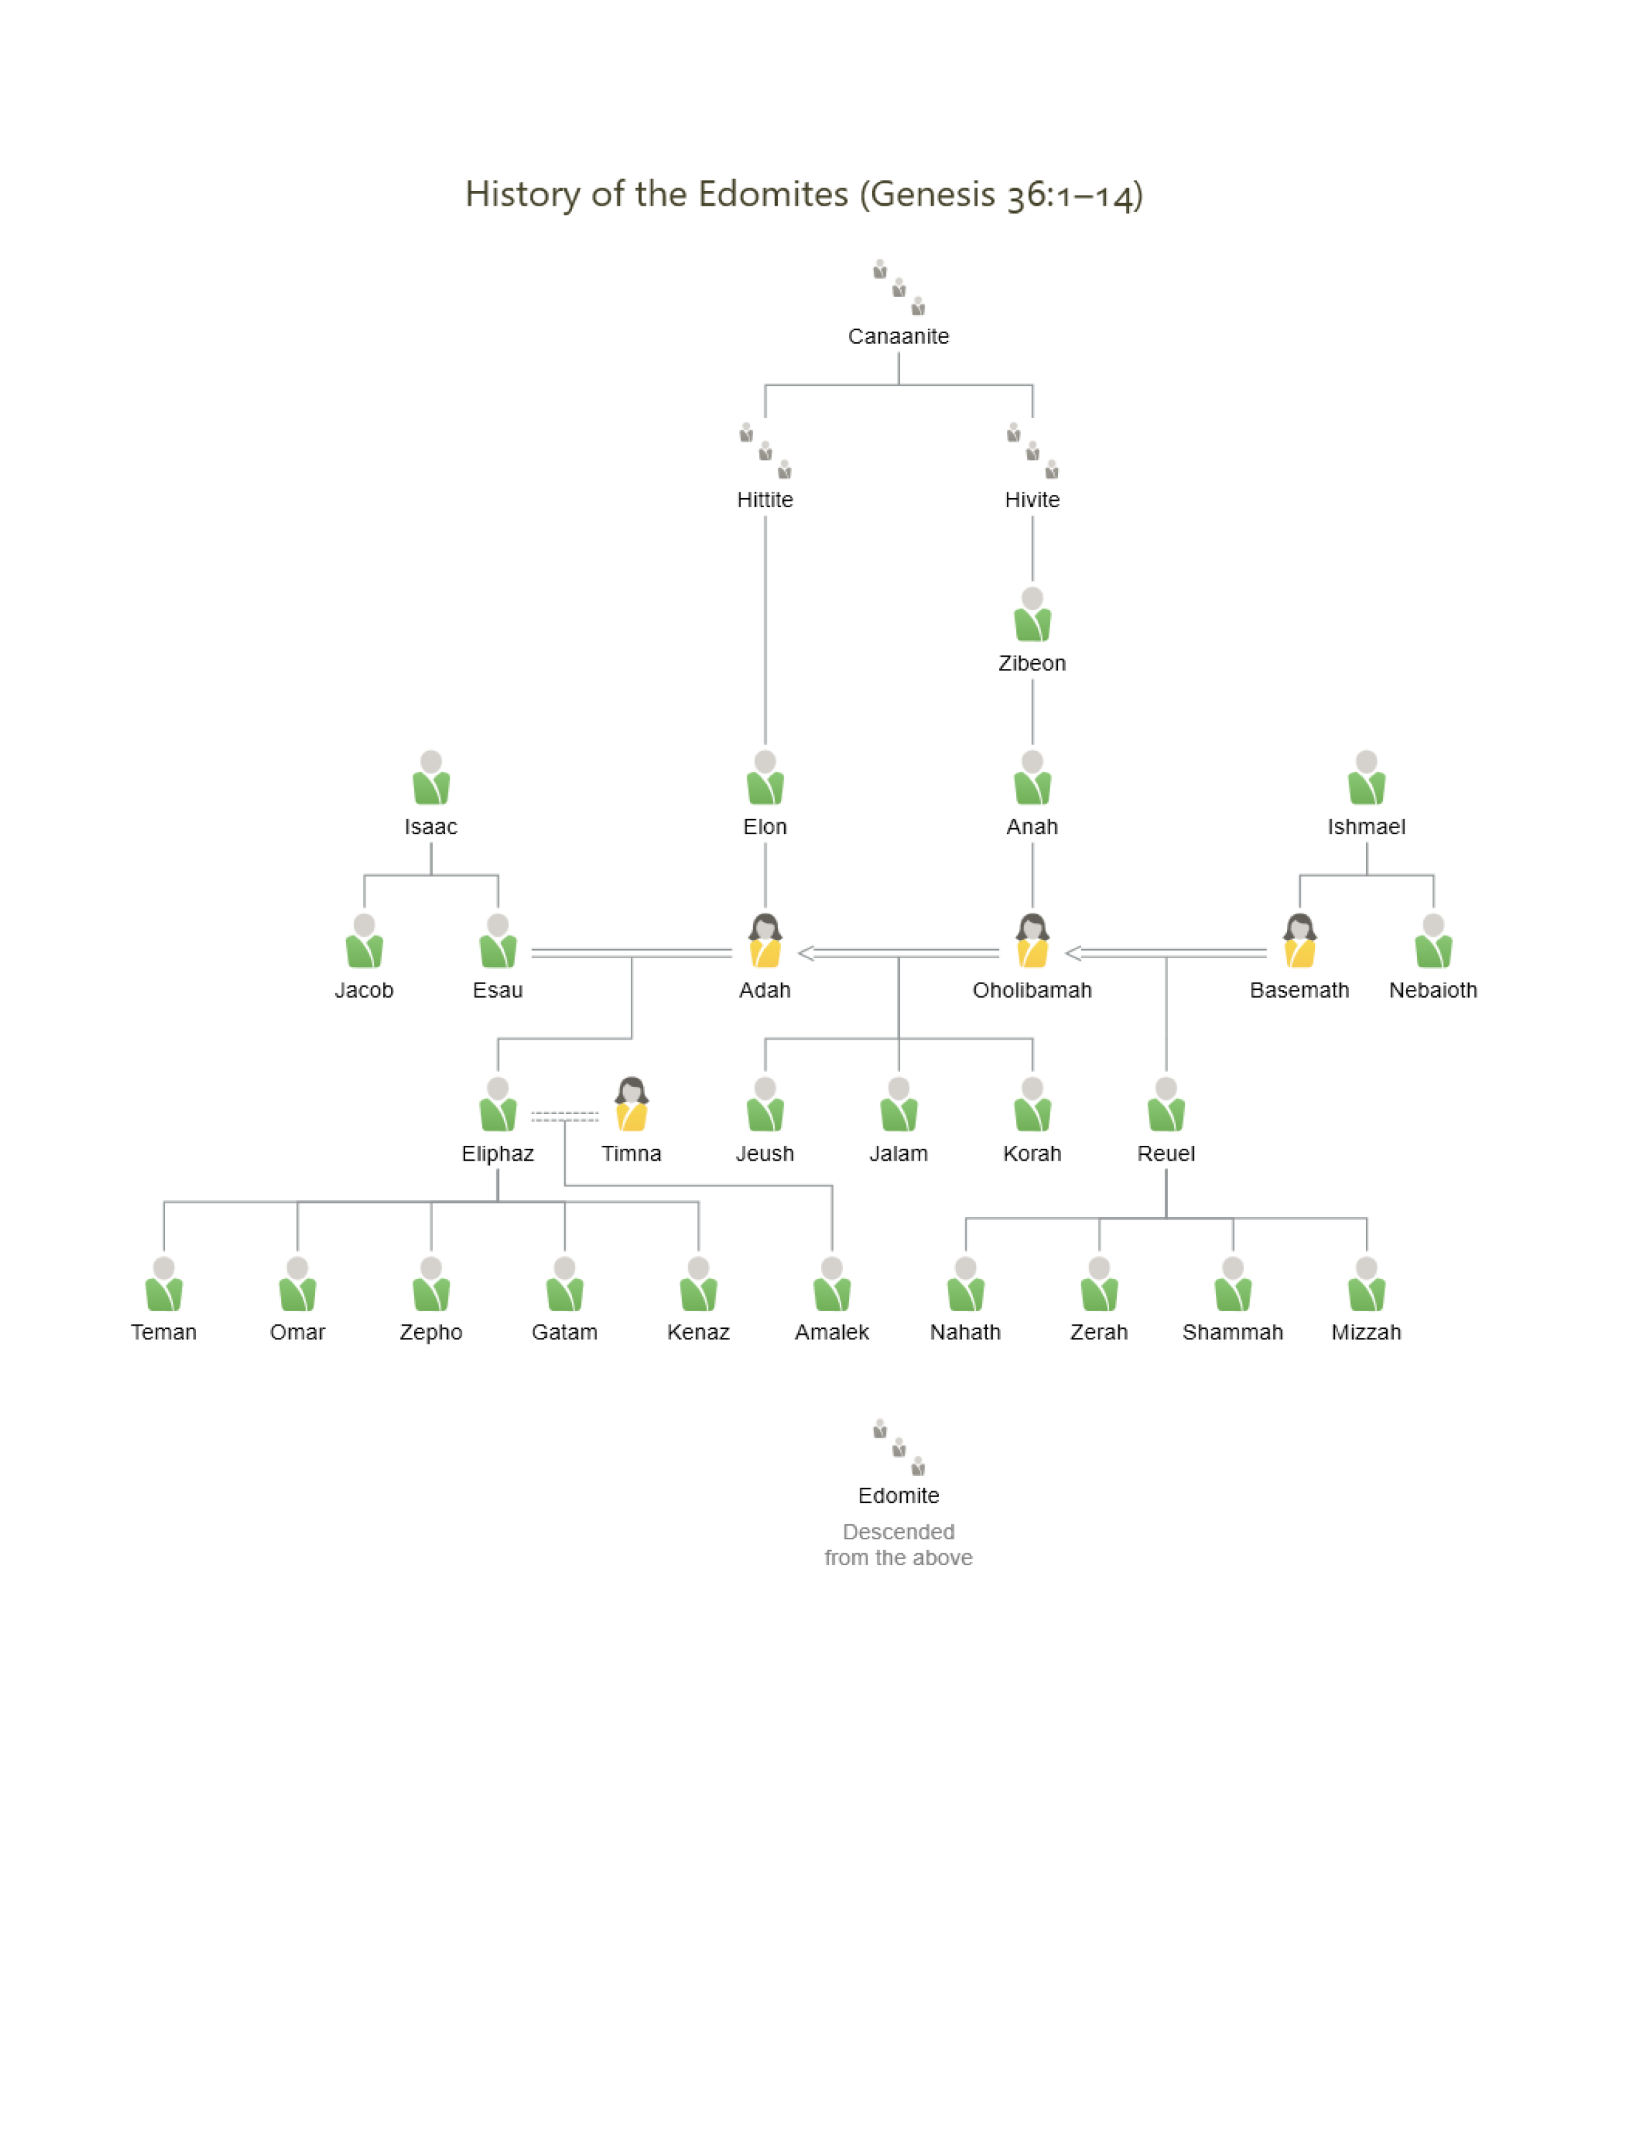 History of the Edomites (Genesis 36:1–14)
Canaanite
Hittite
Hivite
Zibeon
Isaac
Elon
Anah
Ishmael
Jacob
Esau
Adah
Oholibamah
Basemath
Nebaioth
Eliphaz
Timna
Jeush
Jalam
Korah
Reuel
Teman
Omar
Zepho
Gatam
Kenaz
Amalek
Nahath
Zerah
Shammah
Mizzah
Edomite
Descended
from the above